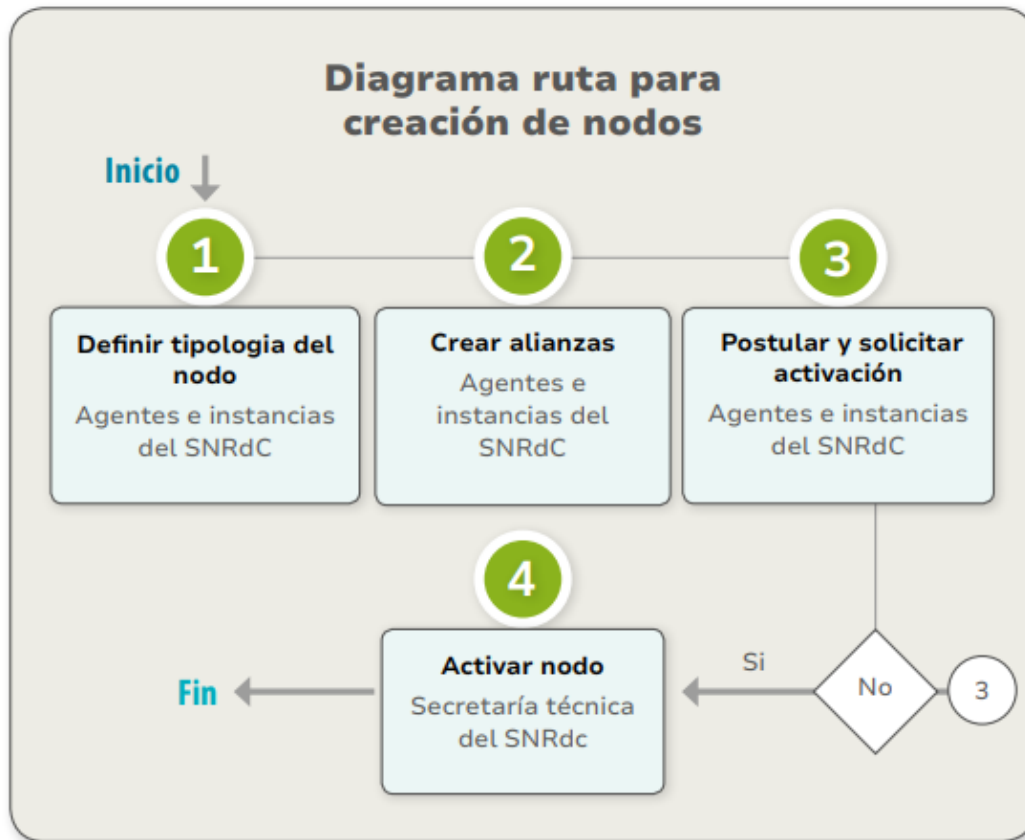 Diagrama ruta para
creación de nodos
Inicio
1
2
3
Definir tipologia del
nodo
Agentes e instancias
del SNRdC
Crear alianzas
Agentes e
instancias del
SNRdC
Postular y solicitar
activación
Agentes e instancias
del SNRdC
4
Activar nodo
Secretaría técnica
del SNRdc
Si
No
3
Fin